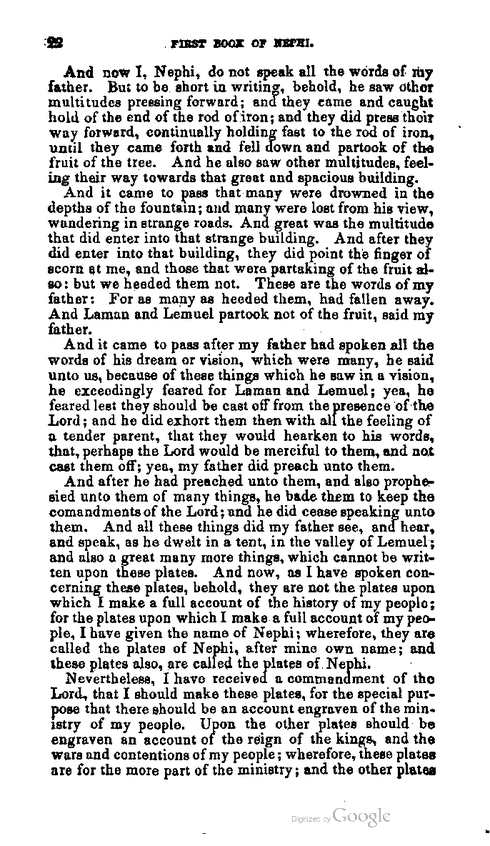 22 FIRST BOOK OF NEPHI.
And now I, Nephi, do not speak all the words of my
father. But to be short in writing, behold, he saw other
multitudes pressing forward; and they came and caught
hold of the end of the rod of iron; and they did press their
way forward, continually holding fast to the rod of iron,
until they came forth and fell down and partook of the
fruit of the tree. And he also saw other multitudes, feel-
ing their way towards that great and spacious building.
And it came to pass that many were drowned in the
depths of the fountain; and many were lost from his view,
wandering in strange roads. And great was the multitude
that did enter into that strange building. And after they
did enter into that building, they did point the finger of
scorn at me, and those that were partaking of the fruit al-
so: but we heeded them not. These are the words of my
father: For as many as heeded them, had fallen away.
And Laman and Lemuel partook not of the fruit, said my
father.
And it came to pass after my father had spoken all the
words of his dream or vision, which were many, he said
unto us, because of these things which he saw in a vision,
he exceedingly feared for Laman and Lemuel; yea, he
feared lest they should be cast off from the presence of the
Lord; and he did exhort them then with all the feeling of
a tender parent, that they would hearken to his words,
that, perhaps the Lord would be merciful to them, and not
cast them off; yea, my father did preach unto them.
And after he had preached unto them, and also prophe-
sied unto them of many things, he bade them to keep the
comandments of the Lord; and he did cease speaking unto
them. And all these things did my father see, and hear,
and speak, as he dwelt in a tent, in the valley of Lemuel;
and also a great many more things, which cannot be writ-
ten upon these plates. And now, as I have spoken con-
cerning these plates, behold, they are not the plates upon
which I make a full account of the history of my people;
for the plates upon which I make a full account of my peo-
ple, I have given the name of Nephi; wherefore, they are
called the plates of Nephi, after mine own name; and
these plates also, are called the plates of Nephi.
Nevertheless, I have received a commandment of the
Lord, that I should make these plates, for the special pur-
pose that there should be an account engraven of the min-
istry of my people. Upon the other plates should be
engraven an account of the reign of the kings, and the
wars and contentions of my people; wherefore, these plates
are for the more part of the ministry; and the other plates
Digitized by Google